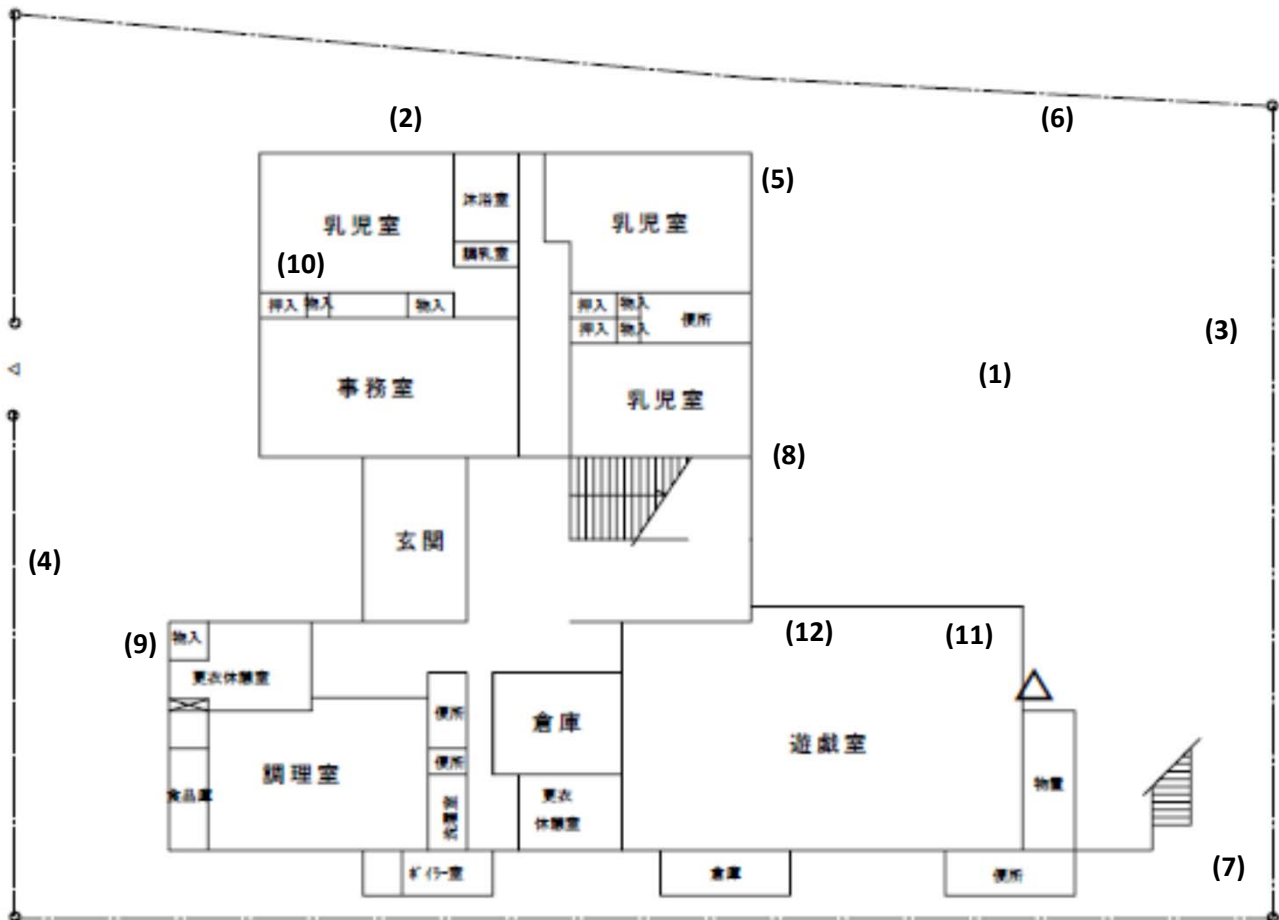 (2)
(6)
(5)
沐浴室
乳児室
乳児室
調乳室
(10)
押入
物入
物入
押入
物入
便所
押入
物入
(3)
(1)
事務室
乳児室
(8)
玄関
(4)
(12)
(11)
(9)
物入
更衣休憩室
便所
倉庫
遊戯室
便所
調理室
食品庫
物置
更衣
休憩室
洗濯室
ボイラー室
倉庫
便所
(7)